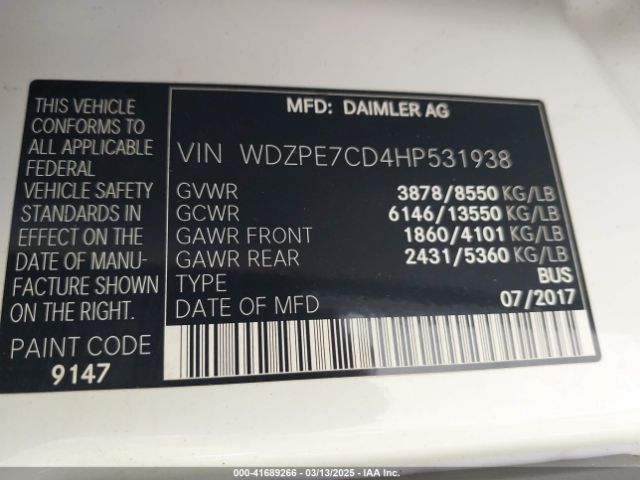 MFD: DAIMLER AG
THIS VEHICLE
CONFORMS TO
ALL APPLICABLE
FEDERAL
VEHICLE SAFETY
STANDARDS IN
EFFECT ON THE
DATE OF MANU-
FACTURE SHOWN
ON THE RIGHT.
PAINT CODE
9147
VIN WDZPE7CD4HP531938
GVWR 3878/8550 KG/LB
GCWR 6146/13550 KG/LB
GAWR FRONT 1860/4101 KG/LB
GAWR REAR 2431/5360 KG/LB
TYPE BUS
DATE OF MFD 07/2017
000-41689266 - 03/13/2025 - IAA Inc.